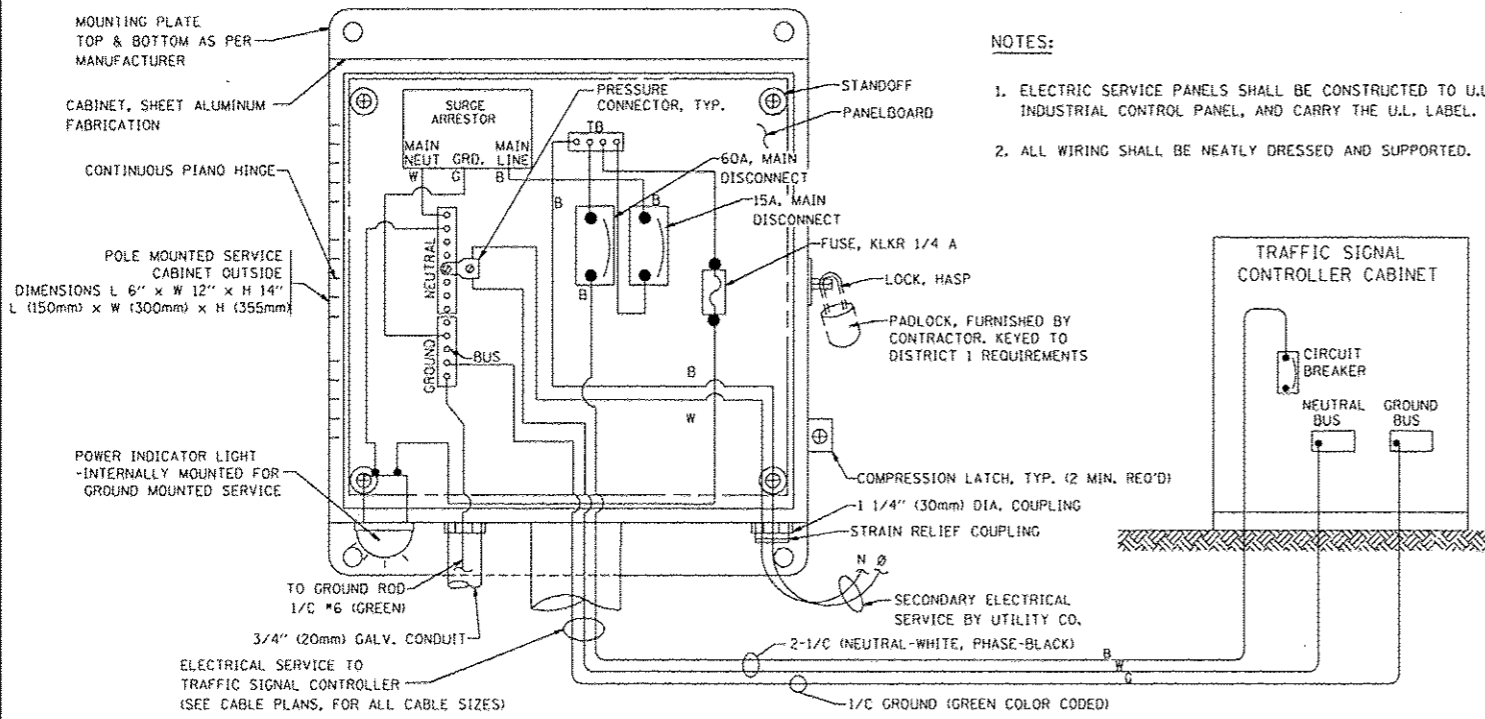 MOUNTING PLATE
TOP & BOTTOM AS PER
MANUFACTURER
CABINET, SHEET ALUMINUM
FABRICATION
CONTINUOUS PIANO HINGE
POLE MOUNTED SERVICE
CABINET OUTSIDE
DIMENSIONS L 6" x W 12" x H 14"
L (150mm) x W (300mm) x H (355mm)
POWER INDICATOR LIGHT
-INTERNALLY MOUNTED FOR
GROUND MOUNTED SERVICE
TO GROUND ROD
1/C #6 (GREEN)
3/4" (20mm) GALV. CONDUIT
ELECTRICAL SERVICE TO
TRAFFIC SIGNAL CONTROLLER
(SEE CABLE PLANS, FOR ALL CABLE SIZES)
SURGE
ARRESTOR
MAIN
NEUT
GRD.
MAIN
LINE
W
G
B
PRESSURE
CONNECTOR, TYP.
TB
STANDOFF
PANELBOARD
60A, MAIN
DISCONNECT
15A, MAIN
DISCONNECT
B
B
B
NEUTRAL
GROUND
BUS
FUSE, KLKR 1/4 A
LOCK, HASP
PADLOCK, FURNISHED BY
CONTRACTOR. KEYED TO
DISTRICT 1 REQUIREMENTS
B
W
COMPRESSION LATCH, TYP. (2 MIN. REQ'D)
1 1/4" (30mm) DIA. COUPLING
STRAIN RELIEF COUPLING
N Ø
SECONDARY ELECTRICAL
SERVICE BY UTILITY CO.
2-1/C (NEUTRAL-WHITE, PHASE-BLACK)
B
W
G
1/C GROUND (GREEN COLOR CODED)
NOTES:
1. ELECTRIC SERVICE PANELS SHALL BE CONSTRUCTED TO U.L
INDUSTRIAL CONTROL PANEL, AND CARRY THE U.L. LABEL.
2. ALL WIRING SHALL BE NEATLY DRESSED AND SUPPORTED.
TRAFFIC SIGNAL
CONTROLLER CABINET
CIRCUIT
BREAKER
NEUTRAL
BUS
GROUND
BUS